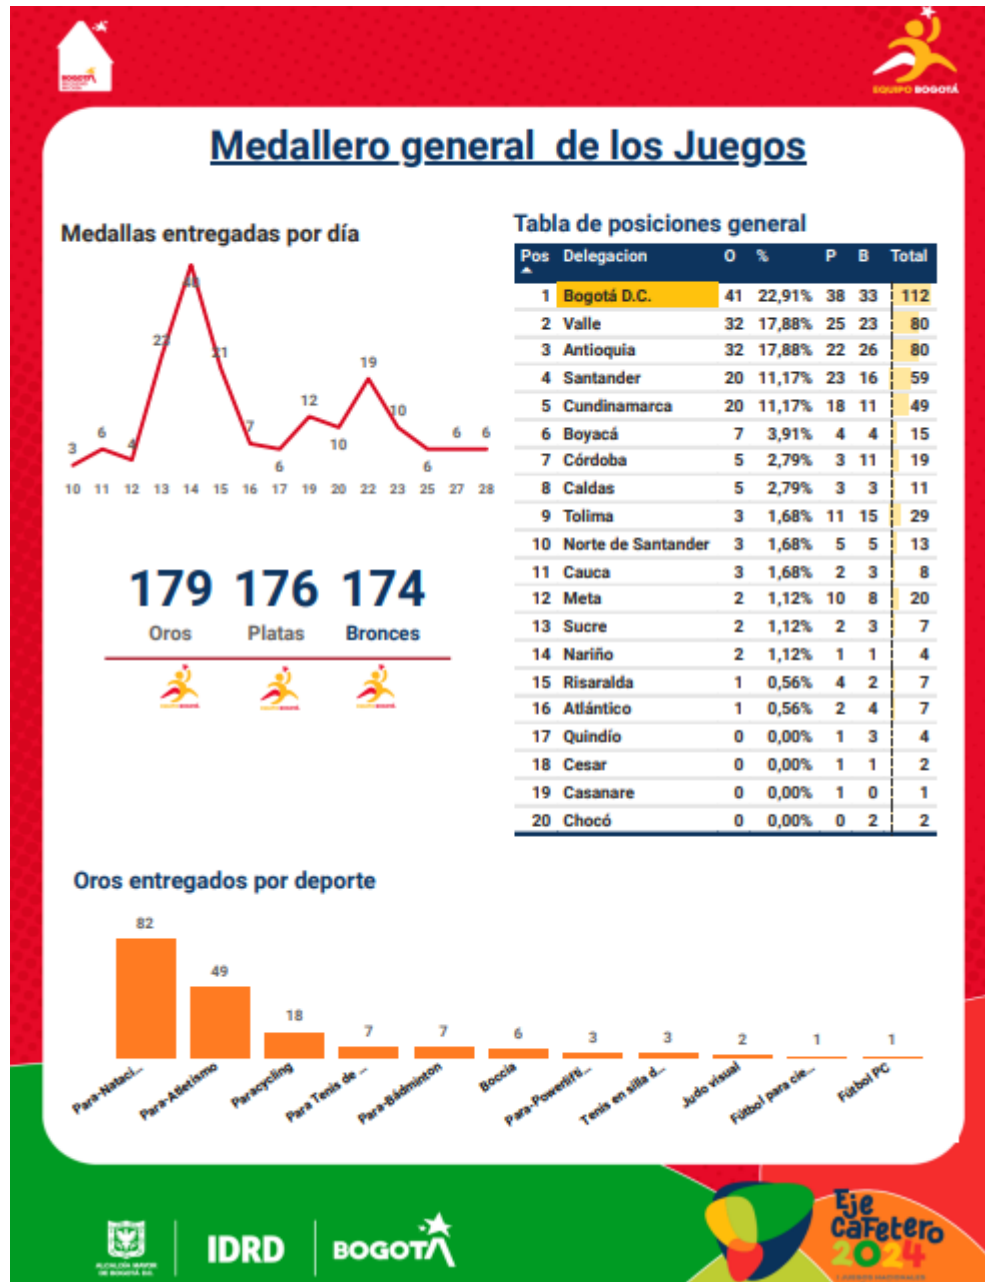 BOGOTÁ
EQUIPO BOGOTÁ
Medallero general de los Juegos
Medallas entregadas por día
3 6 4 23 40 21 7 6 12 10 19 10 6 6 6
10 11 12 13 14 15 16 17 19 20 22 23 25 27 28
179 176 174
Oros Platas Bronces
Tabla de posiciones general
Pos Delegacion O % P B Total
1 Bogotá D.C. 41 22,91% 38 33 112
2 Valle 32 17,88% 25 23 80
3 Antioquia 32 17,88% 22 26 80
4 Santander 20 11,17% 23 16 59
5 Cundinamarca 20 11,17% 18 11 49
6 Boyacá 7 3,91% 4 4 15
7 Córdoba 5 2,79% 3 11 19
8 Caldas 5 2,79% 3 3 11
9 Tolima 3 1,68% 11 15 29
10 Norte de Santander 3 1,68% 5 5 13
11 Cauca 3 1,68% 2 3 8
12 Meta 2 1,12% 10 8 20
13 Sucre 2 1,12% 2 3 7
14 Nariño 2 1,12% 1 1 4
15 Risaralda 1 0,56% 4 2 7
16 Atlántico 1 0,56% 2 4 7
17 Quindío 0 0,00% 1 3 4
18 Cesar 0 0,00% 1 1 2
19 Casanare 0 0,00% 1 0 1
20 Chocó 0 0,00% 0 2 2
Oros entregados por deporte
82 49 18 7 7 6 3 3 2 1 1
Para-Nataci... Para-Atletismo Paracycling Para Tenis de ... Para-Bádminton Boccia Para-Powerlifti... Tenis en silla d... Judo visual Fútbol para cie... Fútbol PC
ALCALDÍA MAYOR
DE BOGOTÁ D.C.
IDRD
BOGOTÁ
Eje
Cafetero
2024